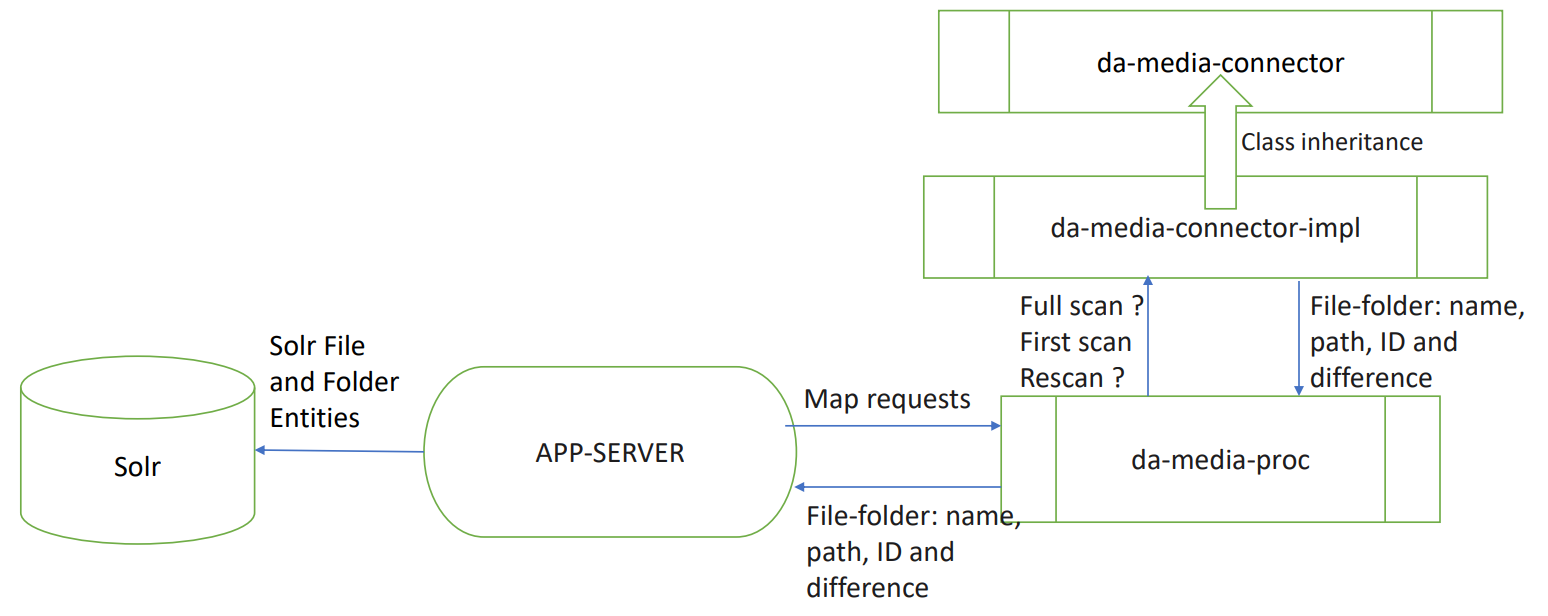 da-media-connector
Class inheritance
da-media-connector-impl
Full scan ?
First scan
Rescan ?
File-folder: name,
path, ID and
difference
Solr File
and Folder
Entities
Map requests
Solr
APP-SERVER
da-media-proc
File-folder: name,
path, ID and
difference